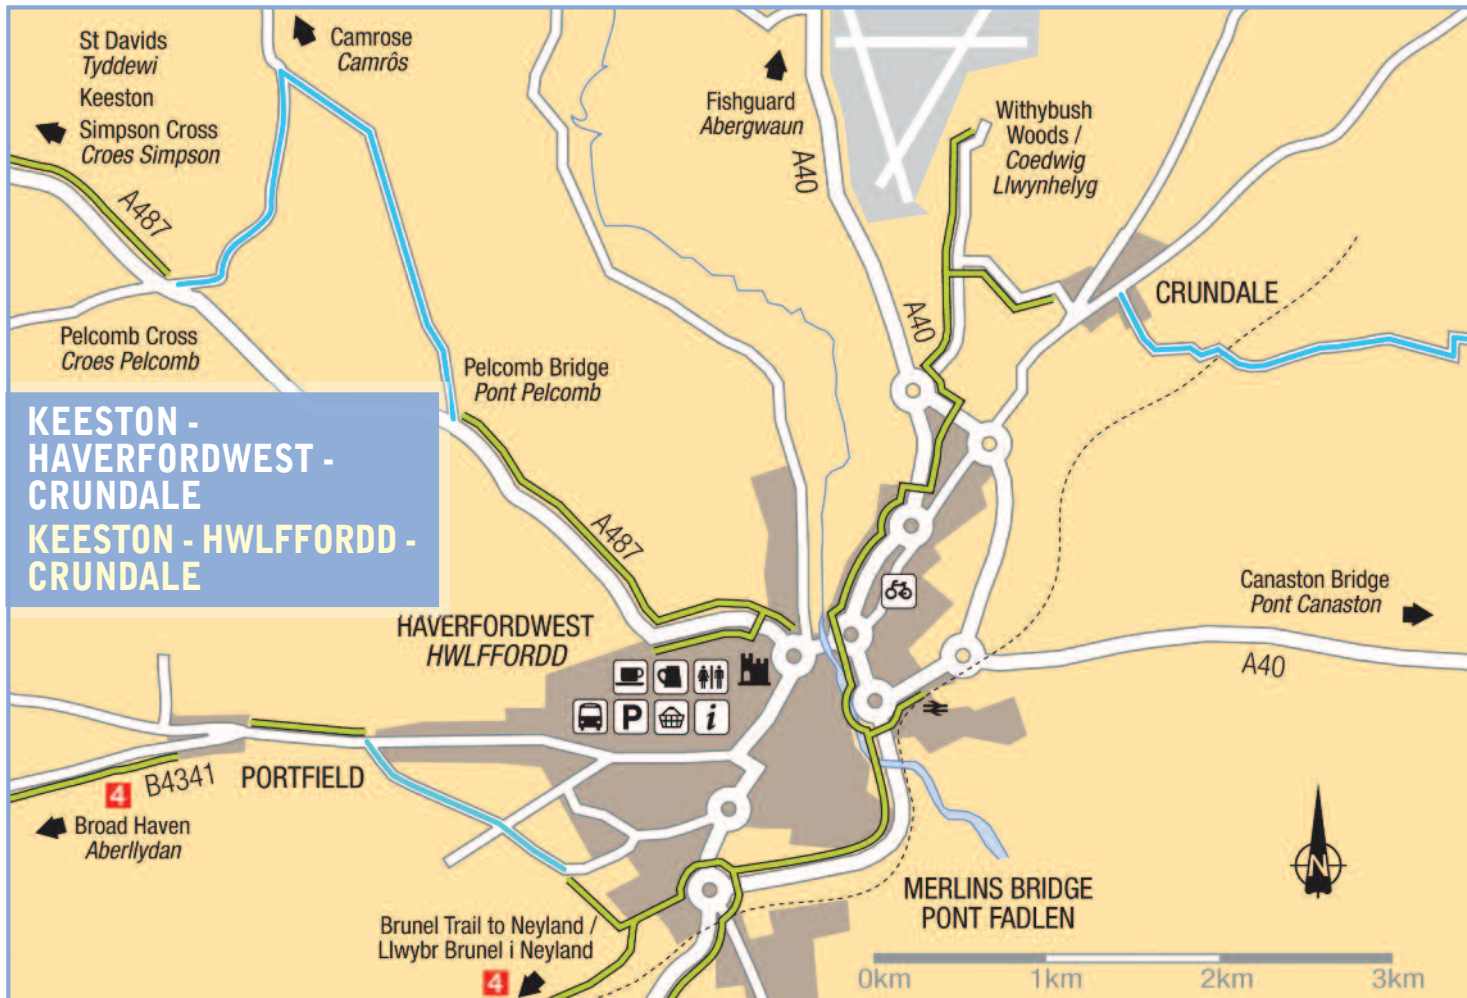 St Davids
Tyddewi
Keeston
Simpson Cross
Croes Simpson
Camrose
Camrôs
Fishguard
Abergwaun
A40
Withybush
Woods /
Coedwig
Llwynhelyg
A487
CRUNDALE
A40
Pelcomb Cross
Croes Pelcomb
Pelcomb Bridge
Pont Pelcomb
KEESTON -
HAVERFORDWEST -
CRUNDALE
KEESTON - HWLFFORDD -
CRUNDALE
A487
Canaston Bridge
Pont Canaston
A40
HAVERFORDWEST
HWLFFORDD
P
i
PORTFIELD
B4341
4
Broad Haven
Aberllydan
MERLINS BRIDGE
PONT FADLEN
N
Brunel Trail to Neyland /
Llwybr Brunel i Neyland
4
0km 1km 2km 3km